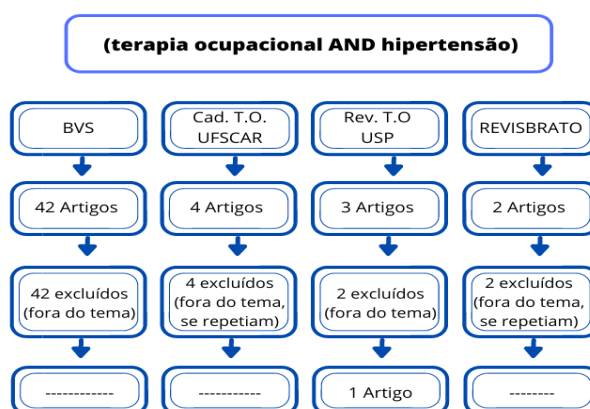 (terapia ocupacional AND hipertensão)
BVS
Cad. T.O.
UFSCAR
Rev. T.O
USP
REVISBRATO
42 Artigos
4 Artigos
3 Artigos
2 Artigos
42 excluídos
(fora do tema)
4 excluídos
(fora do tema,
se repetiam)
2 excluídos
(fora do tema)
2 excluídos
(fora do tema,
se repetiam)
------------
-----------
1 Artigo
--------